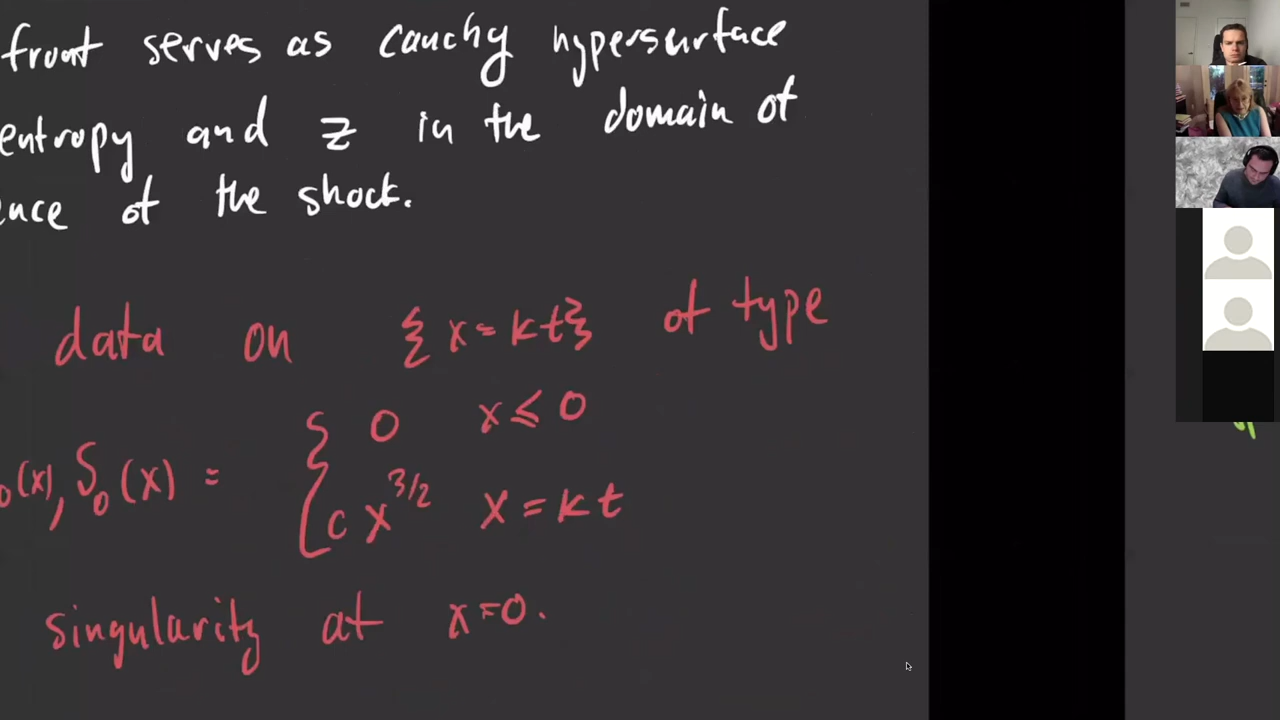 front serves as cauchy hypersurface
entropy and z in the domain of
ence of the shock.
data on { x = kt} of type
0 x ≤ 0
0(x), S0(x) =
c x^3/2 x = kt
singularity at x=0.